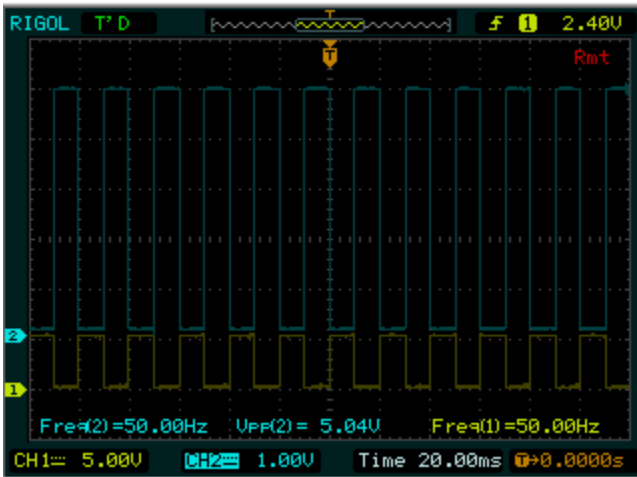 RIGOL T'D T f 1 2.40V
T
Rmt
2
1
Freq(2)=50.00Hz Vpp(2)= 5.04V Freq(1)=50.00Hz
CH1 5.00V CH2 1.00V Time 20.00ms T→0.0000s